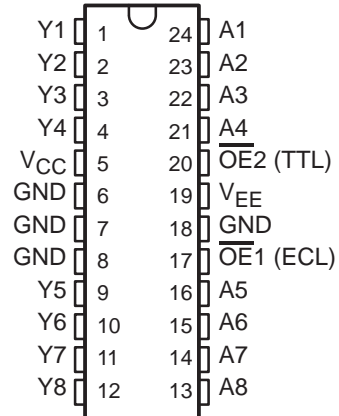 Y1 1 24 A1
Y2 2 23 A2
Y3 3 22 A3
Y4 4 21 A4
VCC 5 20 O̅E̅2 (TTL)
GND 6 19 VEE
GND 7 18 GND
GND 8 17 O̅E̅1 (ECL)
Y5 9 16 A5
Y6 10 15 A6
Y7 11 14 A7
Y8 12 13 A8